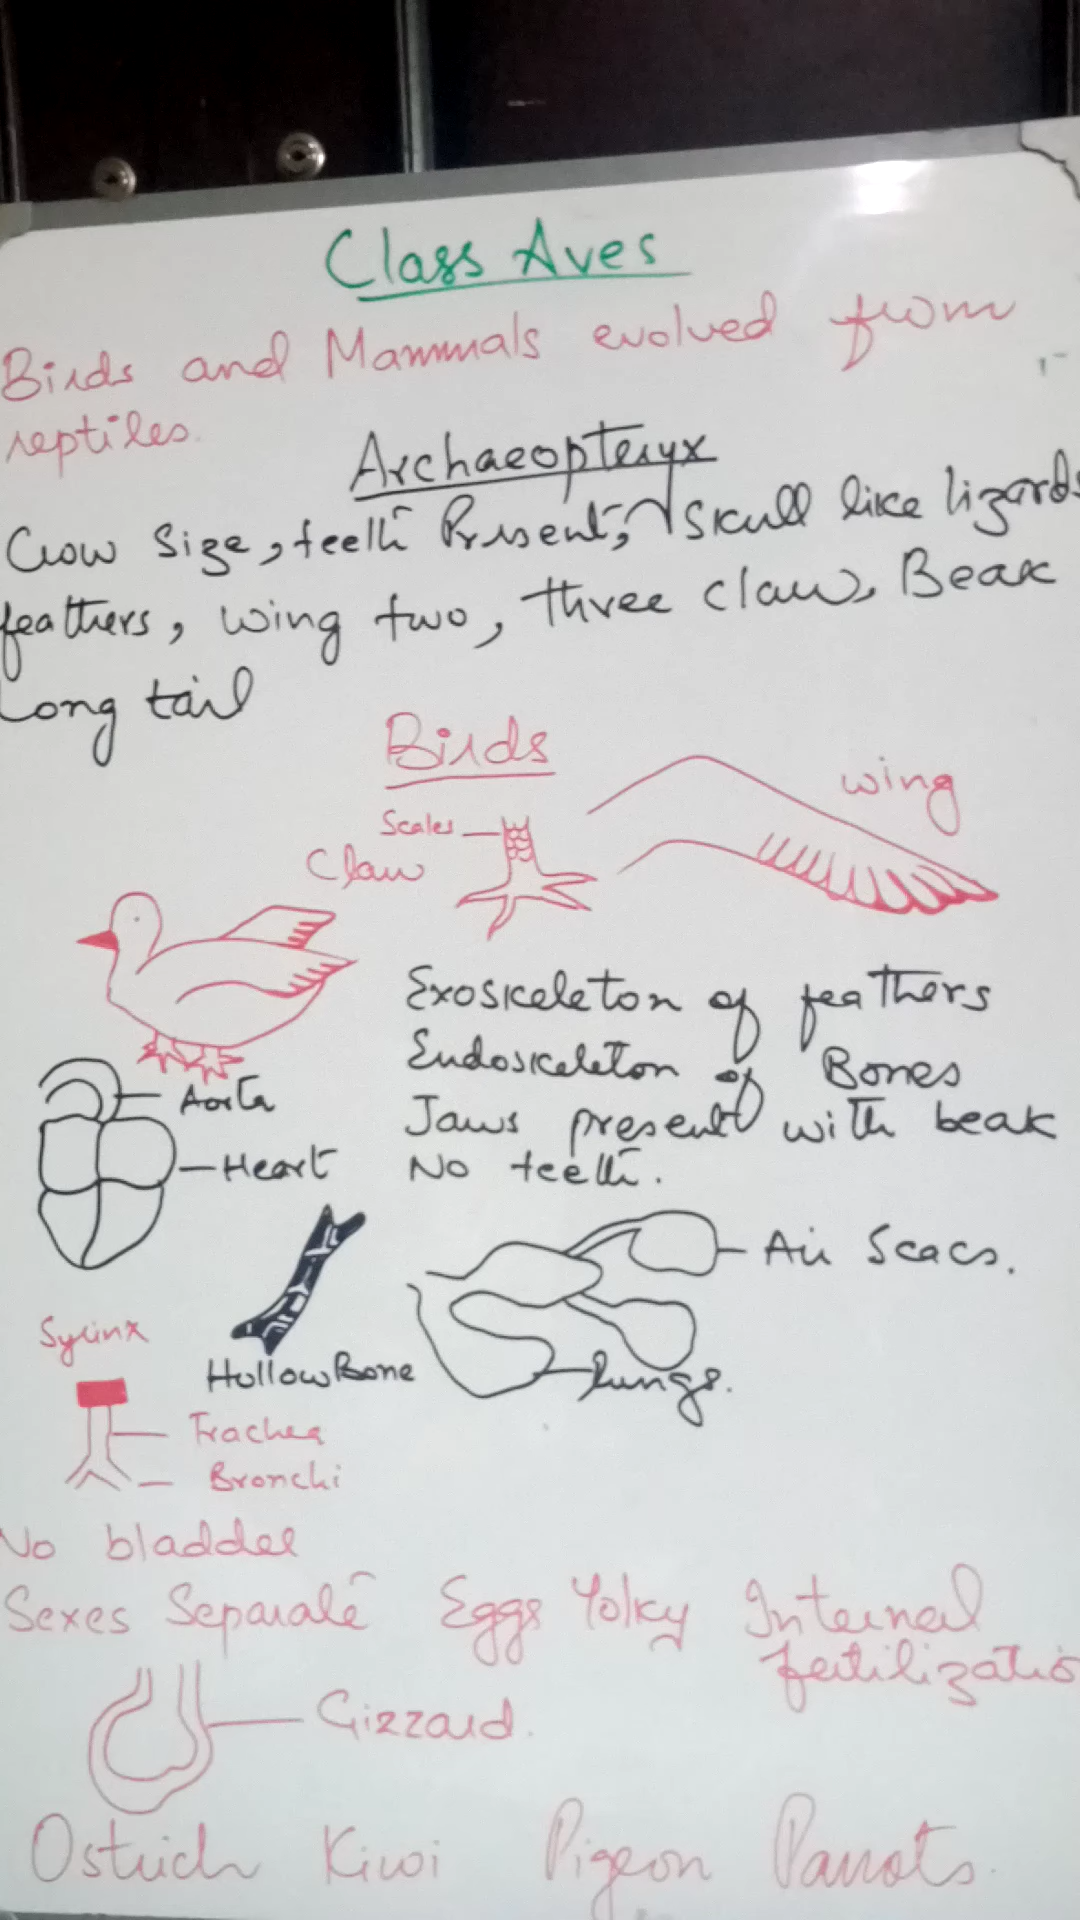 Class Aves
Birds and Mammals evolved from
reptiles.
Archaeopteryx
Crow Size, teeth Present, Skull like lizards
feathers, wing two, three claw, Beak
Long tail
Birds
wing
Scales
Claw
Exoskeleton of feathers
Endoskeleton of Bones
Aorta
Jaws present with beak
Heart
No teeth.
Air Scacs.
Syrinx
Hollow Bone
lungs.
Trachea
Bronchi
No bladder
Sexes Separate Eggs Yolky Internal
fertilizatio
Gizzard.
Ostrich Kiwi Pigeon Parrots.